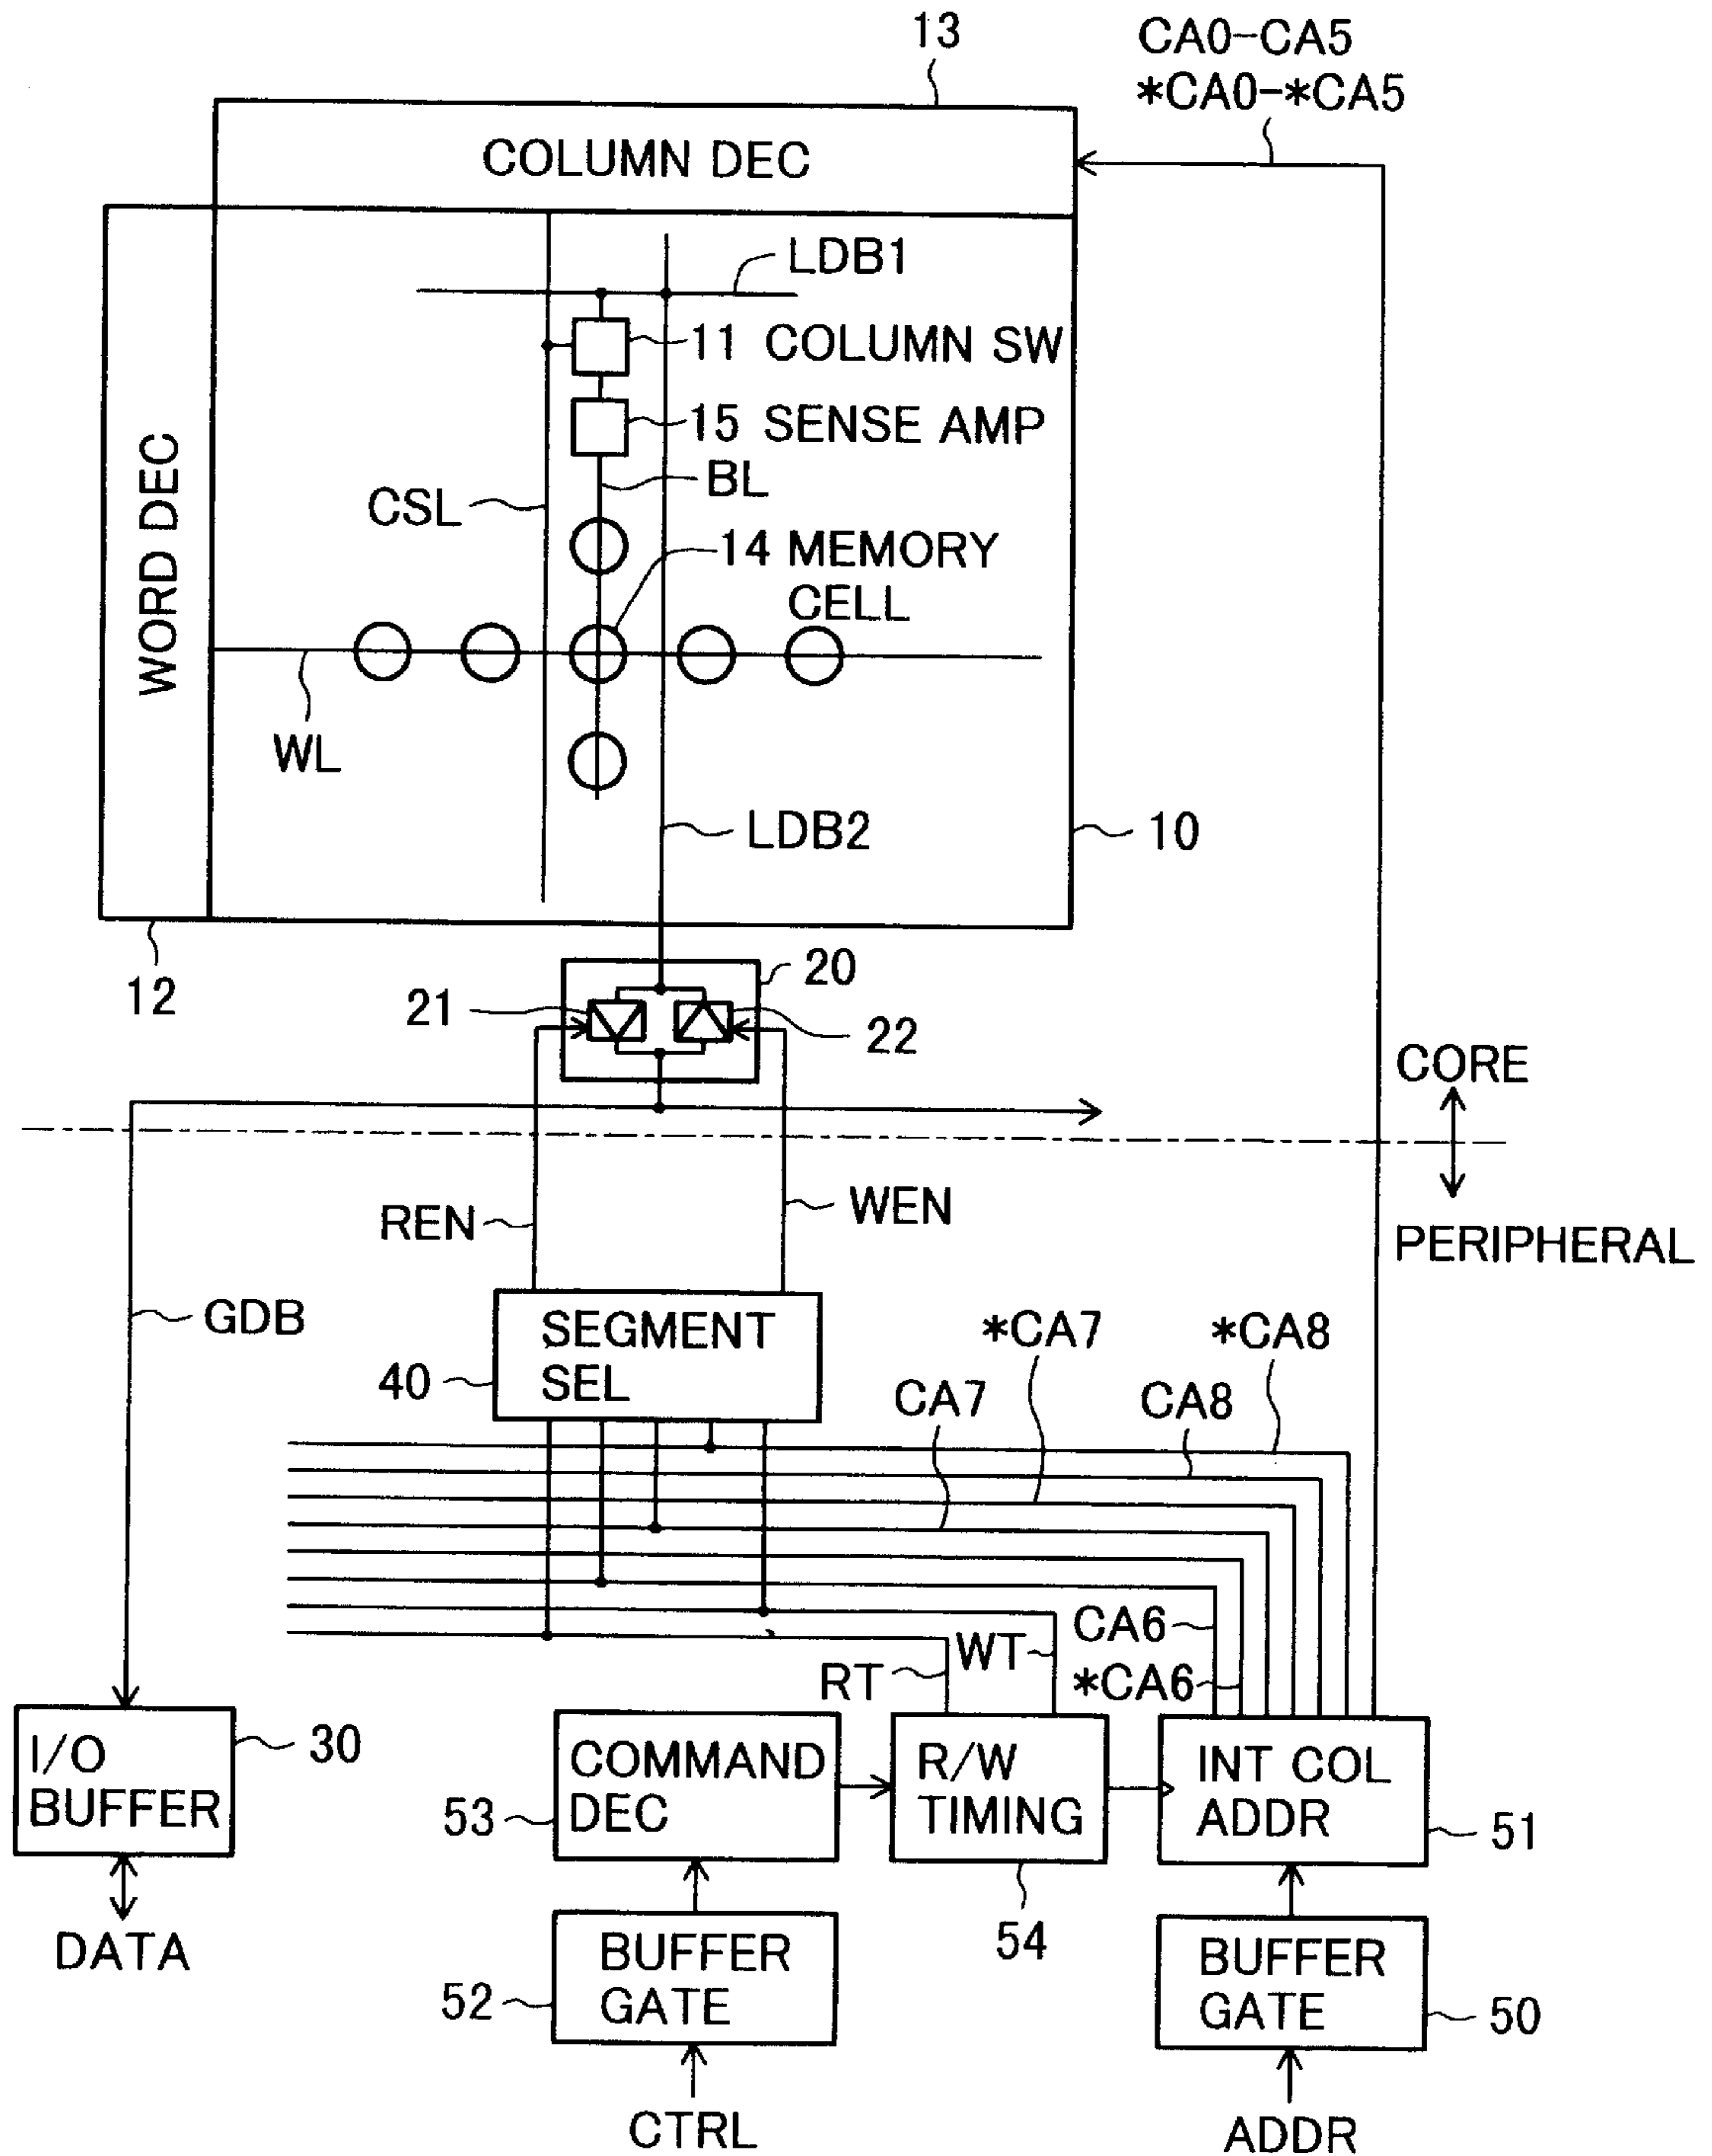 13
CA0-CA5
*CA0-*CA5
COLUMN DEC
WORD DEC
LDB1
11 COLUMN SW
15 SENSE AMP
BL
CSL
14 MEMORY
CELL
WL
LDB2
10
12
20
21
22
CORE
REN
WEN
PERIPHERAL
GDB
SEGMENT
SEL
40
*CA7
*CA8
CA7
CA8
CA6
WT
RT
*CA6
I/O
BUFFER
30
COMMAND
DEC
53
R/W
TIMING
INT COL
ADDR
51
54
DATA
BUFFER
GATE
52
BUFFER
GATE
50
CTRL
ADDR